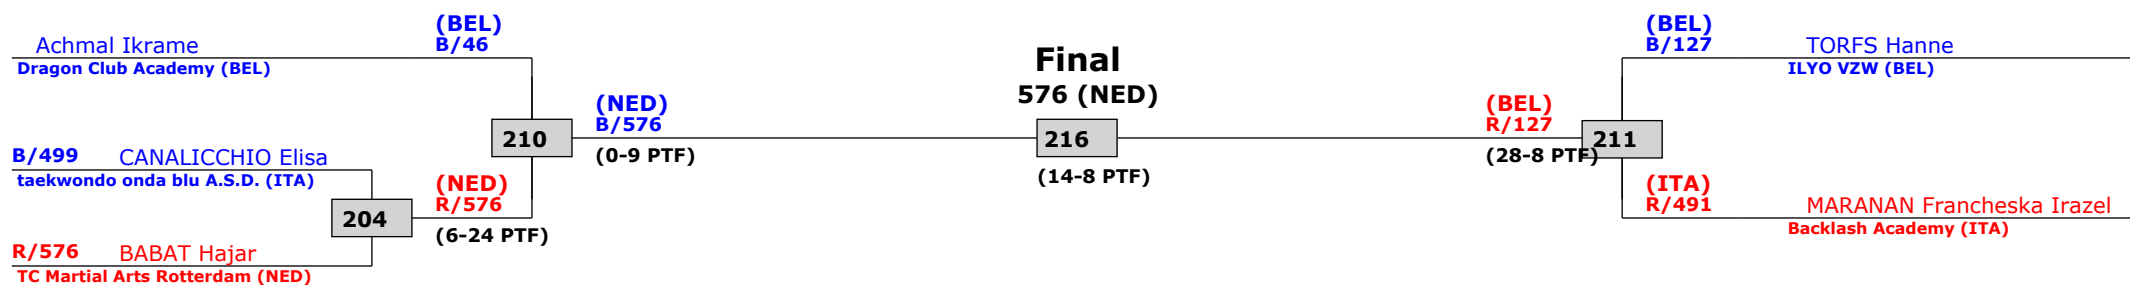 (BEL)
B/46
Achmal Ikrame
Dragon Club Academy (BEL)
B/499 CANALICCHIO Elisa
taekwondo onda blu A.S.D. (ITA)
R/576 BABAT Hajar
TC Martial Arts Rotterdam (NED)
204
(NED)
R/576
(6-24 PTF)
210
(NED)
B/576
(0-9 PTF)
Final
576 (NED)
216
(14-8 PTF)
(BEL)
R/127
(28-8 PTF)
211
(BEL)
B/127
TORFS Hanne
ILYO VZW (BEL)
(ITA)
R/491
MARANAN Francheska Irazel
Backlash Academy (ITA)